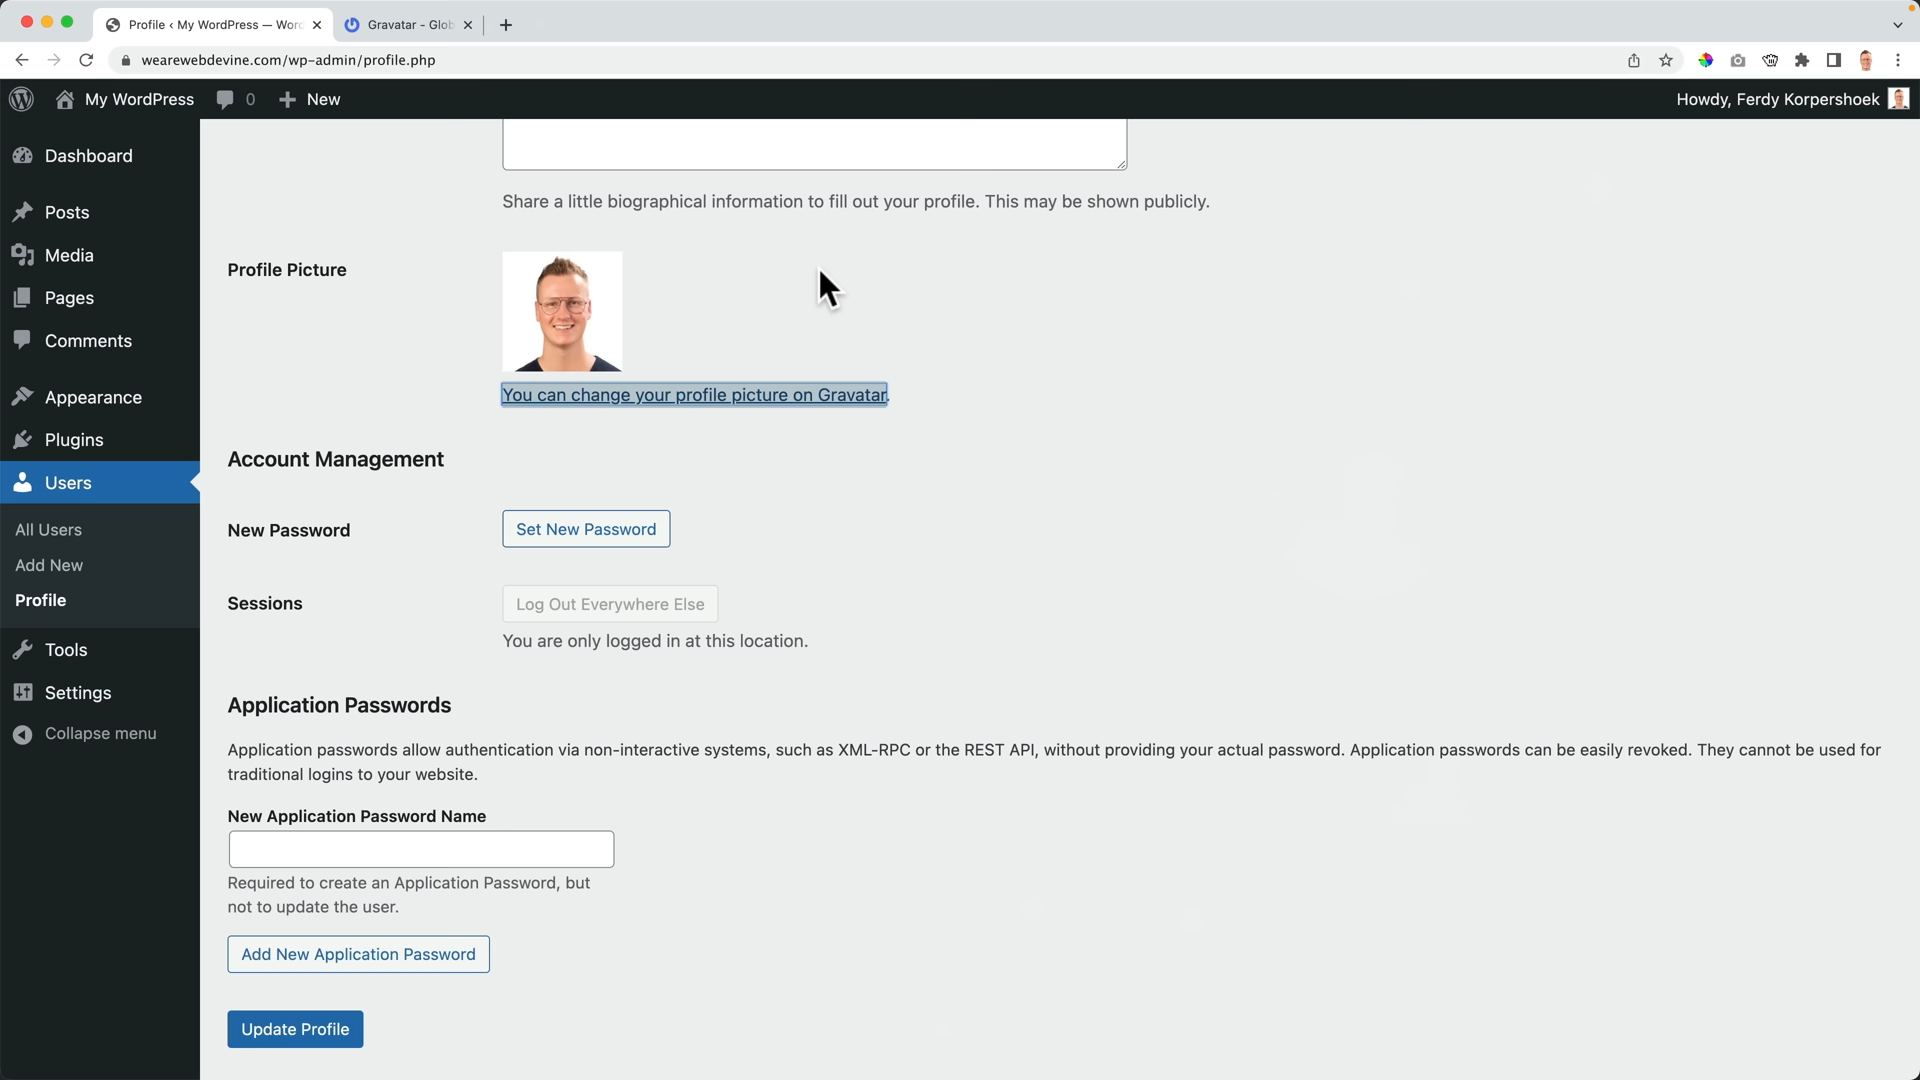 Profile ‹ My WordPress — Wor
Gravatar - Glob
wearewebdevine.com/wp-admin/profile.php
My WordPress
0
New
Howdy, Ferdy Korpershoek
Dashboard
Posts
Media
Pages
Comments
Appearance
Plugins
Users
All Users
Add New
Profile
Tools
Settings
Collapse menu
Share a little biographical information to fill out your profile. This may be shown publicly.
Profile Picture
You can change your profile picture on Gravatar.
Account Management
New Password
Set New Password
Sessions
Log Out Everywhere Else
You are only logged in at this location.
Application Passwords
Application passwords allow authentication via non-interactive systems, such as XML-RPC or the REST API, without providing your actual password. Application passwords can be easily revoked. They cannot be used for
traditional logins to your website.
New Application Password Name
Required to create an Application Password, but
not to update the user.
Add New Application Password
Update Profile